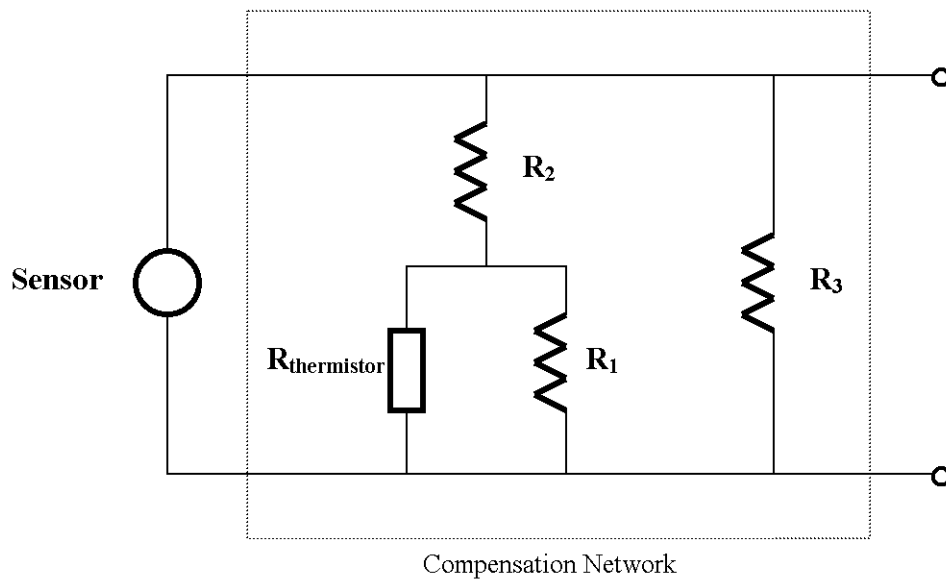 R₂
Sensor
R₃
Rthermistor
R₁
Compensation Network